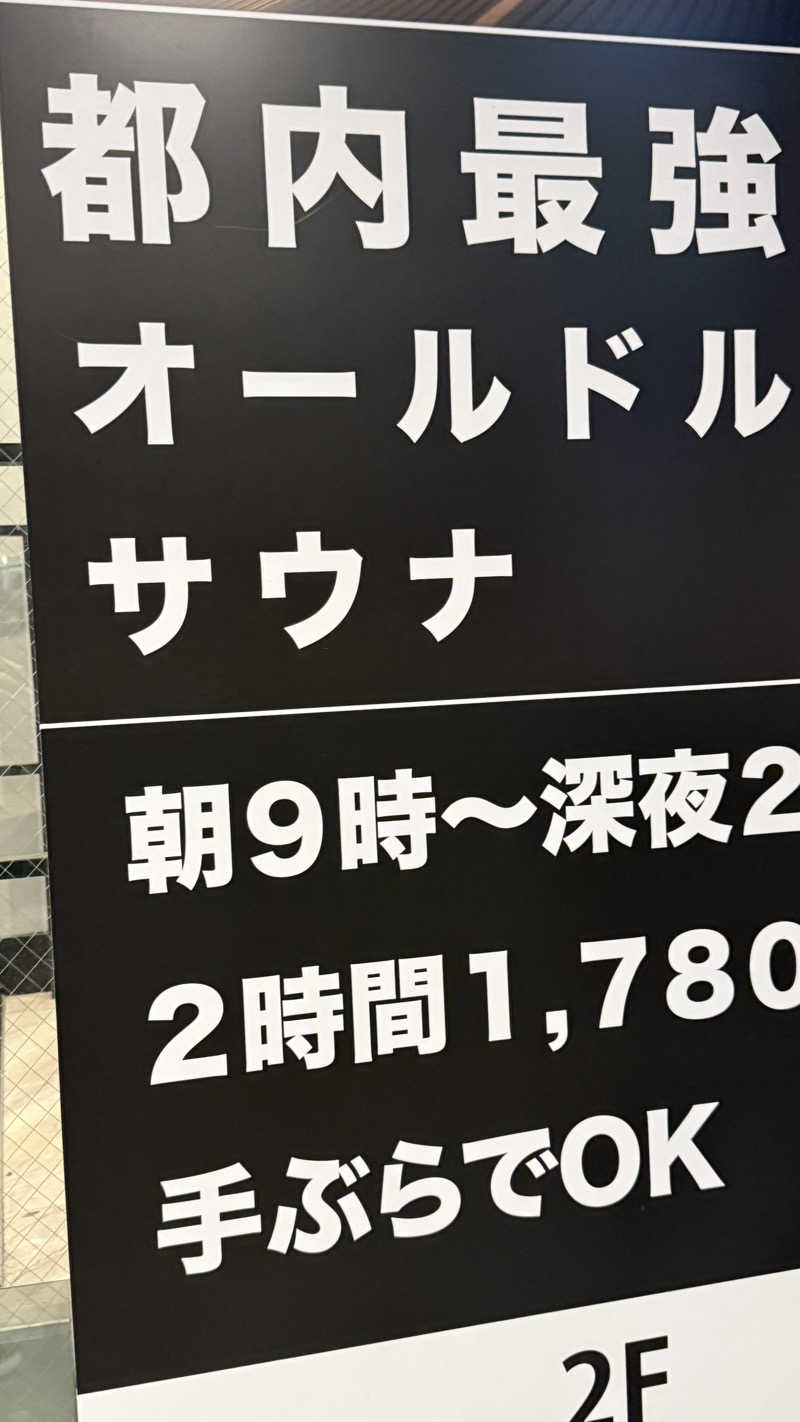 都内最強
オールドル
サウナ
朝9時〜深夜2
2時間1,780
手ぶらでOK
2F